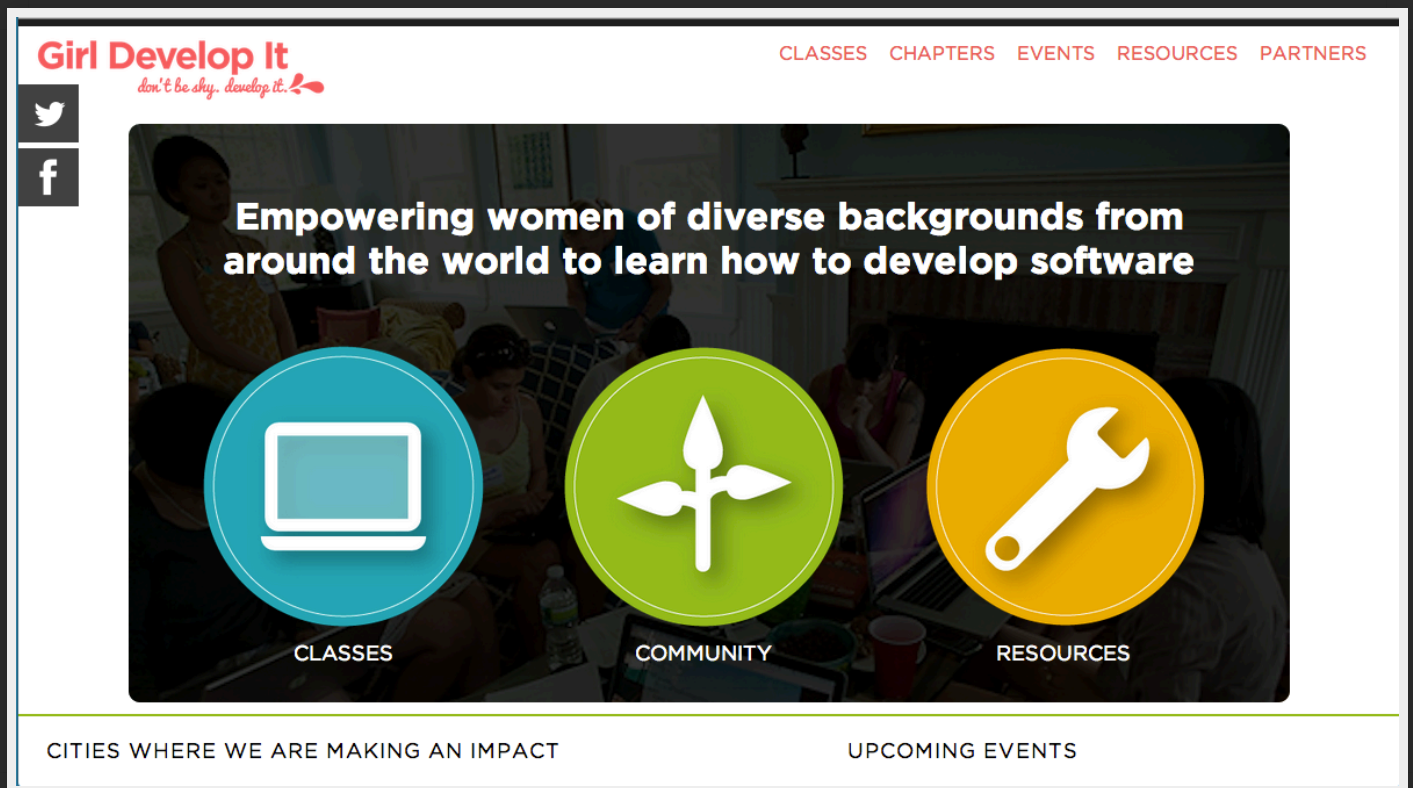 Girl Develop It
don't be shy. develop it.
CLASSES CHAPTERS EVENTS RESOURCES PARTNERS
Empowering women of diverse backgrounds from
around the world to learn how to develop software
CLASSES COMMUNITY RESOURCES
CITIES WHERE WE ARE MAKING AN IMPACT
UPCOMING EVENTS